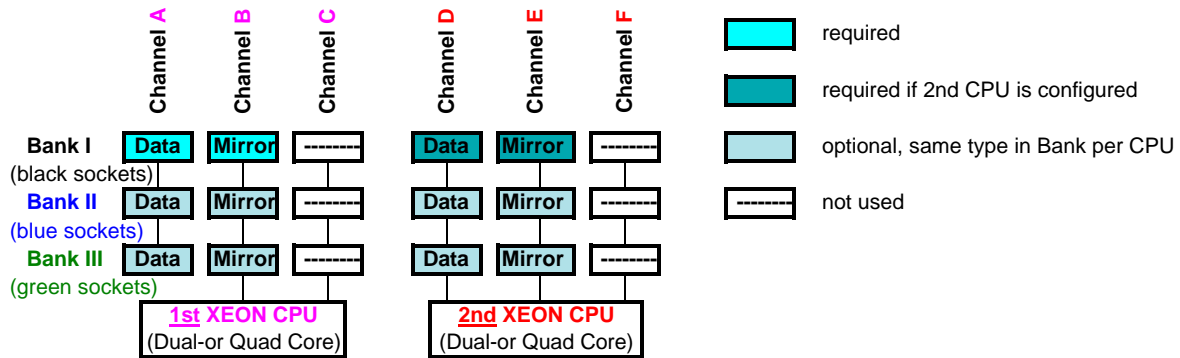 Channel A
Channel B
Channel C
Channel D
Channel E
Channel F
required
required if 2nd CPU is configured
optional, same type in Bank per CPU
not used
Bank I Data Mirror -------- Data Mirror --------
(black sockets)
Bank II Data Mirror -------- Data Mirror --------
(blue sockets)
Bank III Data Mirror -------- Data Mirror --------
(green sockets)
1st XEON CPU
(Dual-or Quad Core)
2nd XEON CPU
(Dual-or Quad Core)
--------